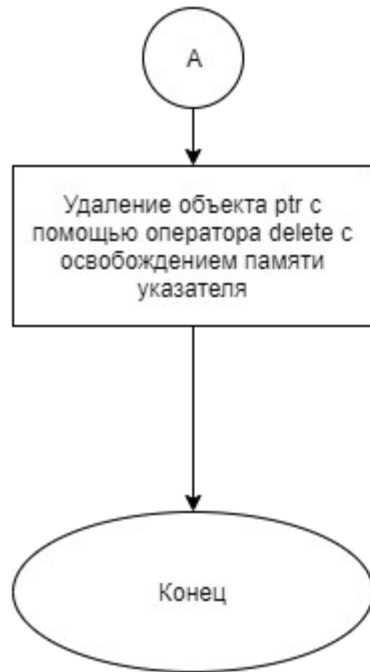 А
Удаление объекта ptr с
помощью оператора delete с
освобождением памяти
указателя
Конец